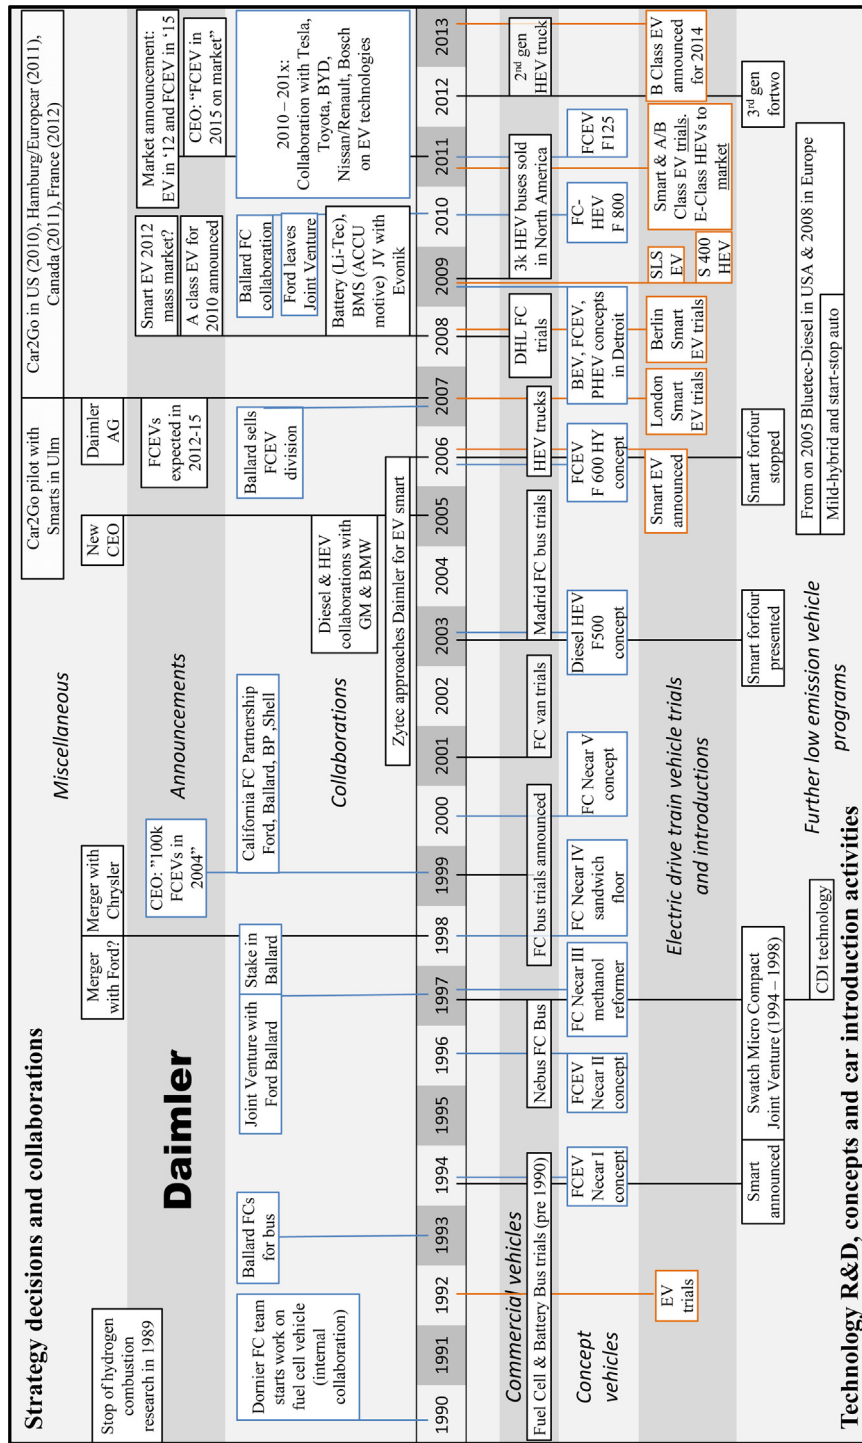 Strategy decisions and collaborations
Miscellaneous
Stop of hydrogen
combustion
research in 1989
Merger
with Ford?
Merger with
Chrysler
New
CEO
Daimler
AG
Car2Go pilot with
Smarts in Ulm
Car2Go in US (2010), Hamburg/Europcar (2011),
Canada (2011), France (2012)
Daimler
Announcements
CEO: ”100k
FCEVs in
2004”
FCEVs
expected in
2012-15
Smart EV 2012
mass market?
A class EV for
2010 announced
Market announcement:
EV in ‘12 and FCEV in ‘15
CEO: “FCEV in
2015 on market”
Collaborations
Dornier FC team
starts work on
fuel cell vehicle
(internal
collaboration)
Ballard FCs
for bus
Joint Venture with
Ford Ballard
Stake in
Ballard
California FC Partnership
Ford, Ballard, BP ,Shell
Diesel & HEV
collaborations with
GM & BMW
Zytec approaches Daimler for EV smart
Ballard sells
FCEV
division
Ballard FC
collaboration
Ford leaves
Joint Venture
Battery (Li-Tec),
BMS (ACCU
motive) JV with
Evonik
2010 – 201x:
Collaboration with Tesla,
Toyota, BYD,
Nissan/Renault, Bosch
on EV technologies
1990 1991 1992 1993 1994 1995 1996 1997 1998 1999 2000 2001 2002 2003 2004 2005 2006 2007 2008 2009 2010 2011 2012 2013
Commercial vehicles
Fuel Cell & Battery Bus trials (pre 1990)
Nebus FC Bus
FC bus trials announced
FC van trials
Madrid FC bus trials
HEV trucks
DHL FC
trials
3k HEV buses sold
in North America
2nd gen
HEV truck
Concept
vehicles
FCEV
Necar I
concept
FCEV
Necar II
concept
FC Necar III
methanol
reformer
FC Necar IV
sandwich
floor
FC Necar V
concept
Diesel HEV
F500
concept
FCEV
F 600 HY
concept
BEV, FCEV,
PHEV concepts
in Detroit
FC-
HEV
F 800
FCEV
F125
Electric drive train vehicle trials
and introductions
EV
trials
Smart EV
announced
London
Smart
EV trials
Berlin
Smart
EV trials
SLS
EV
S 400
HEV
Smart & A/B
Class EV trials.
E-Class HEVs to
market
B Class EV
announced
for 2014
Smart
announced
Swatch Micro Compact
Joint Venture (1994 – 1998)
CDI technology
Smart forfour
presented
Smart forfour
stopped
3rd gen
fortwo
Further low emission vehicle
programs
From on 2005 Bluetec-Diesel in USA & 2008 in Europe
Mild-hybrid and start-stop auto
Technology R&D, concepts and car introduction activities